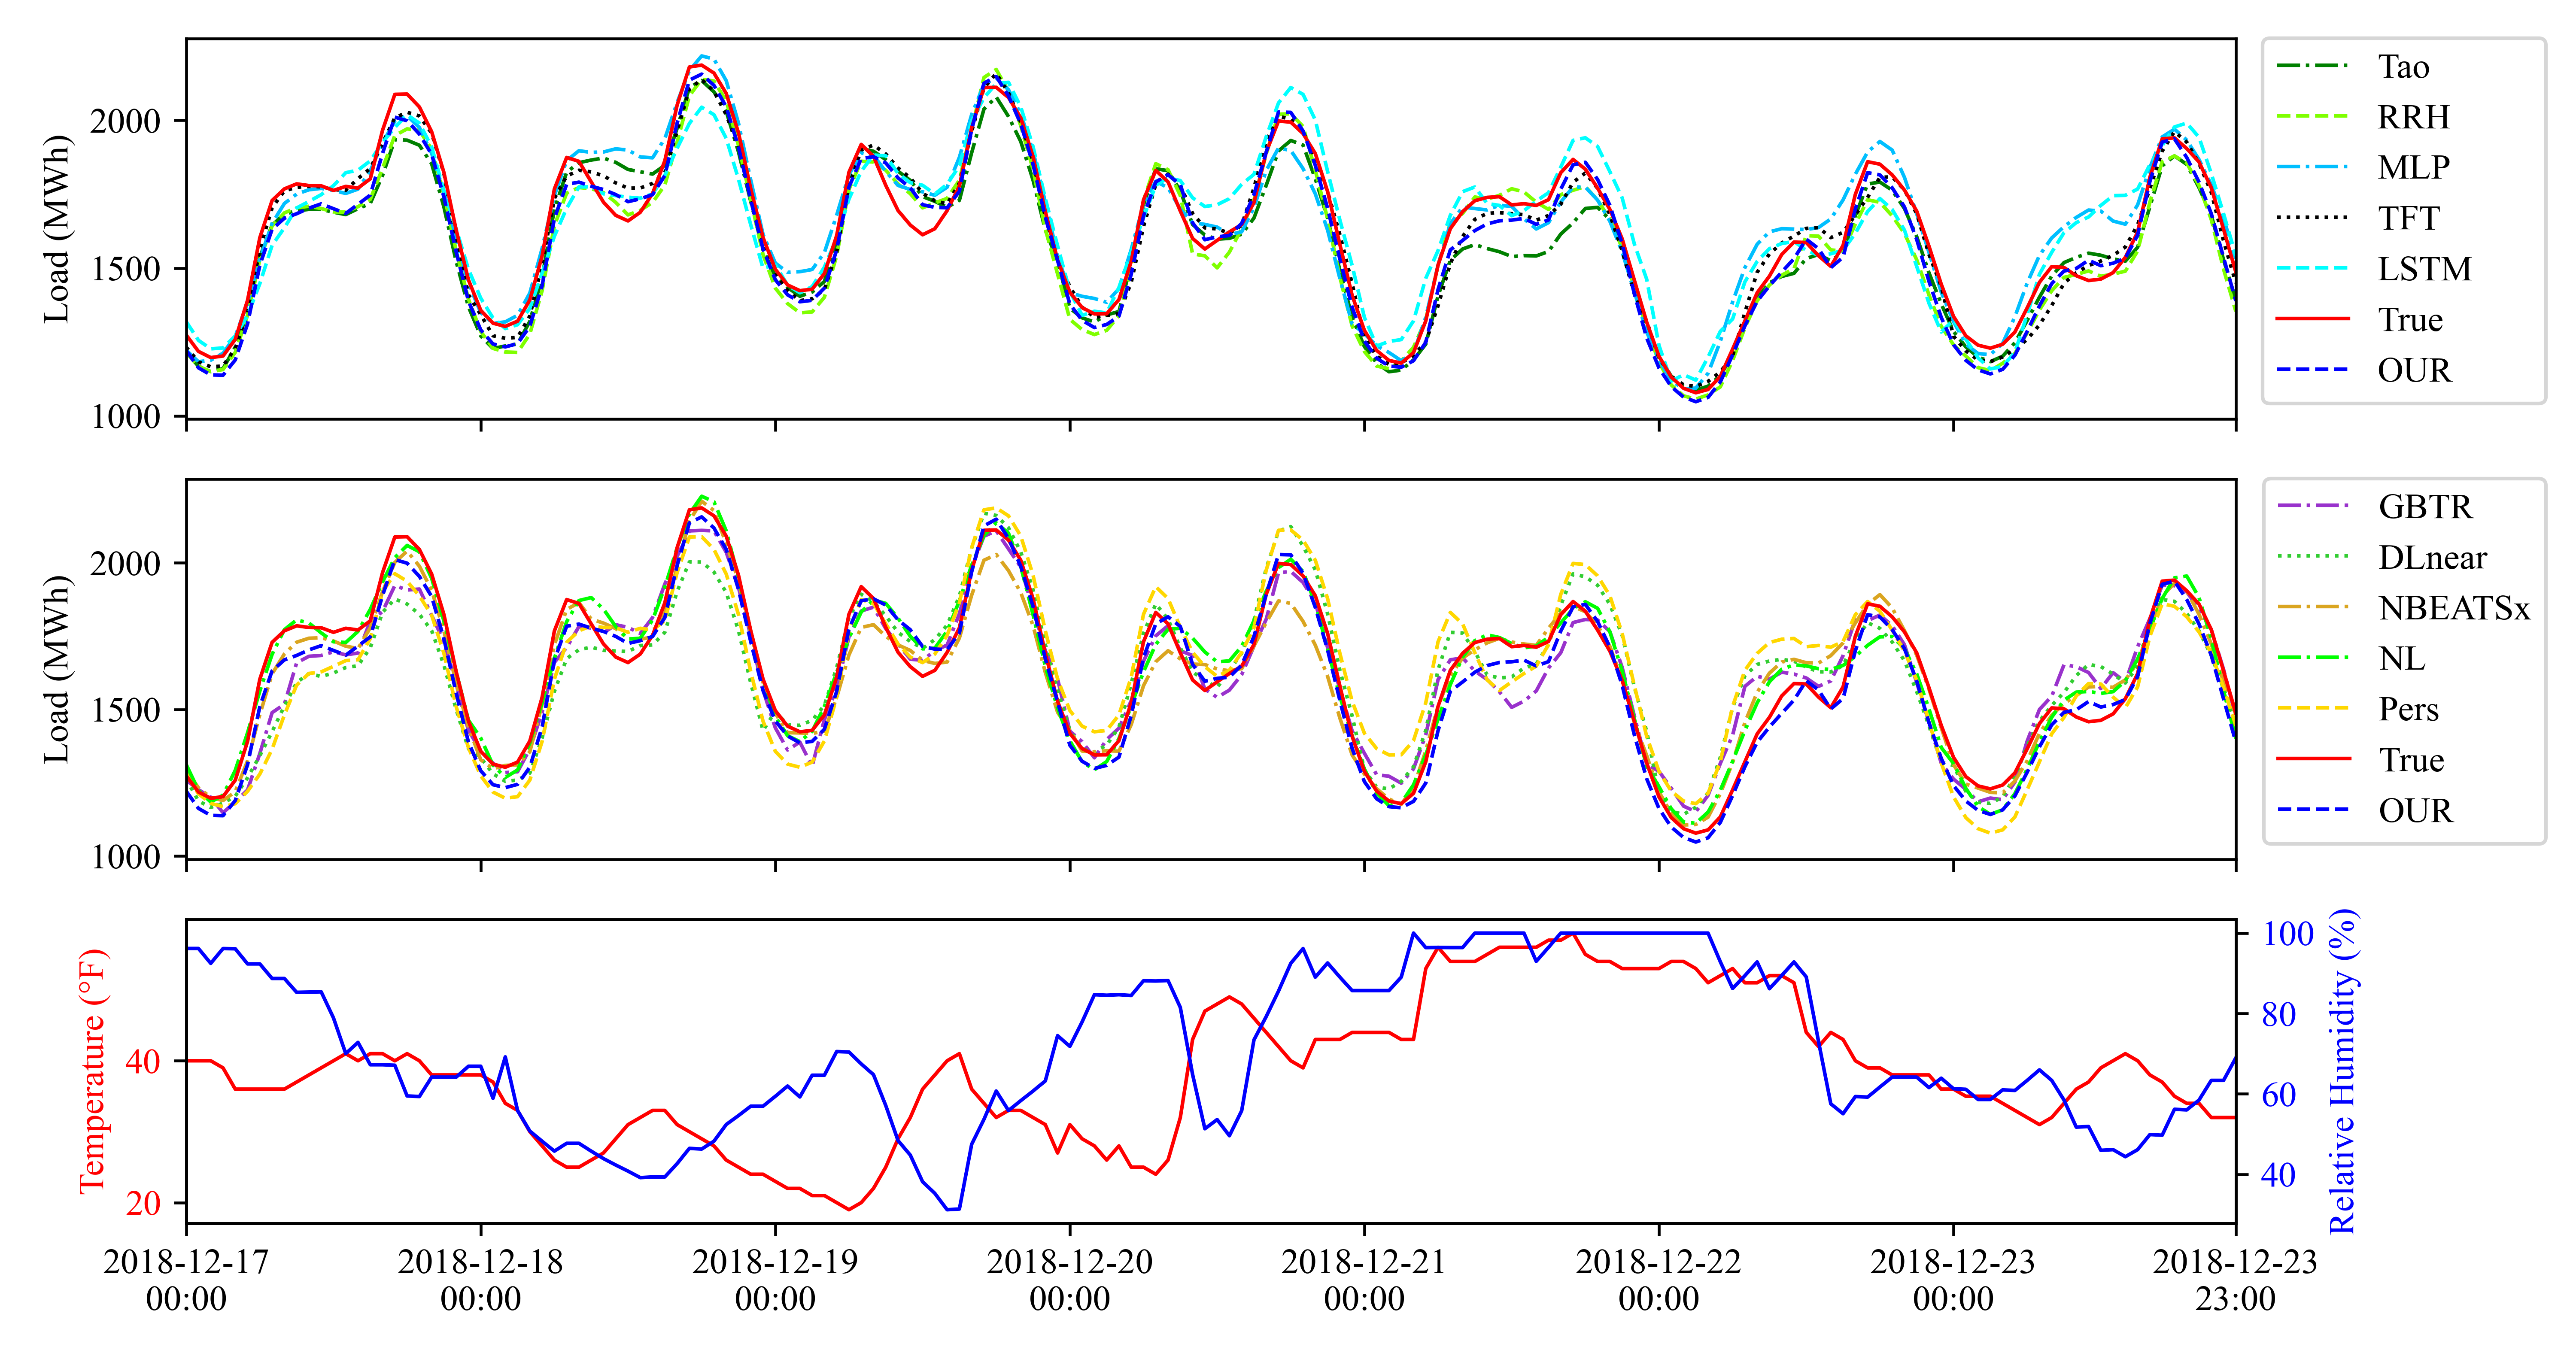 2000
1500
1000
Load (MWh)
Tao
RRH
MLP
TFT
LSTM
True
OUR
2000
1500
1000
Load (MWh)
GBTR
DLnear
NBEATSx
NL
Pers
True
OUR
40
20
Temperature (°F)
100
80
60
40
Relative Humidity (%)
2018-12-17
00:00
2018-12-18
00:00
2018-12-19
00:00
2018-12-20
00:00
2018-12-21
00:00
2018-12-22
00:00
2018-12-23
00:00
2018-12-23
23:00